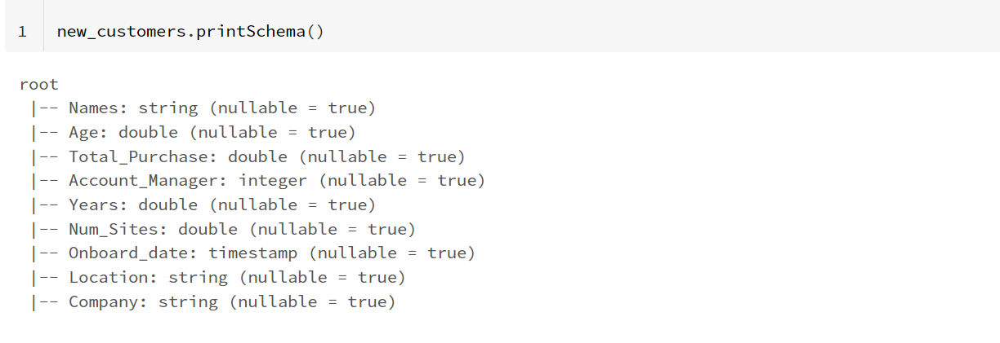 1 new_customers.printSchema()
root
|-- Names: string (nullable = true)
|-- Age: double (nullable = true)
|-- Total_Purchase: double (nullable = true)
|-- Account_Manager: integer (nullable = true)
|-- Years: double (nullable = true)
|-- Num_Sites: double (nullable = true)
|-- Onboard_date: timestamp (nullable = true)
|-- Location: string (nullable = true)
|-- Company: string (nullable = true)